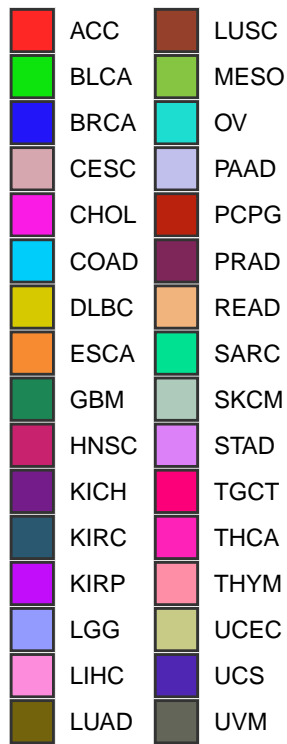 ACC
BLCA
BRCA
CESC
CHOL
COAD
DLBC
ESCA
GBM
HNSC
KICH
KIRC
KIRP
LGG
LIHC
LUAD
LUSC
MESO
OV
PAAD
PCPG
PRAD
READ
SARC
SKCM
STAD
TGCT
THCA
THYM
UCEC
UCS
UVM